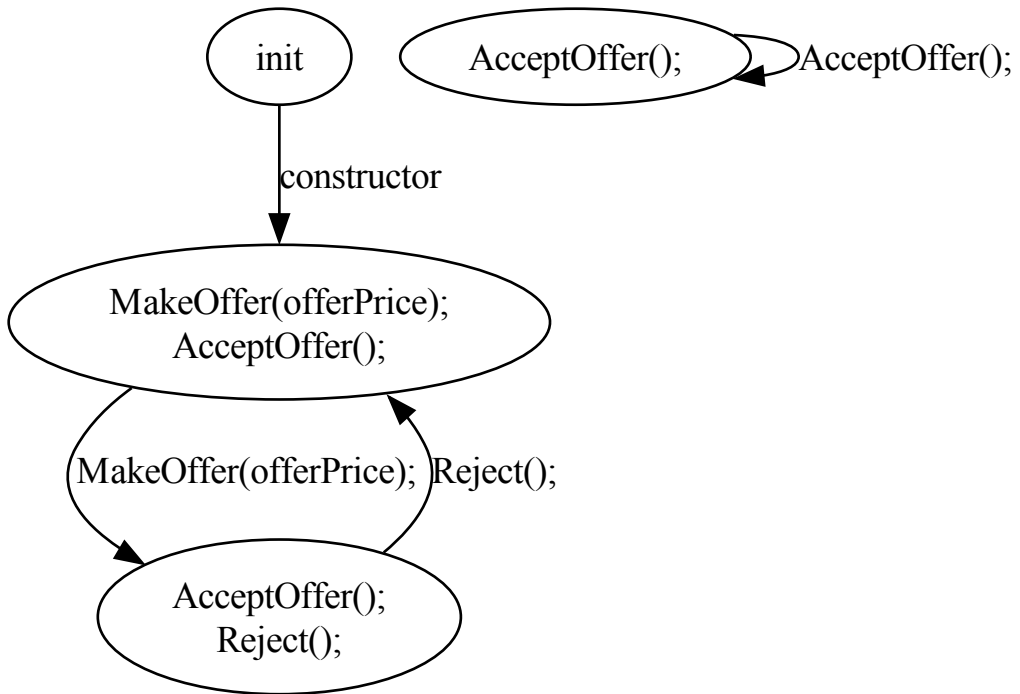 init
AcceptOffer();
AcceptOffer();
constructor
MakeOffer(offerPrice);
AcceptOffer();
MakeOffer(offerPrice);
Reject();
AcceptOffer();
Reject();